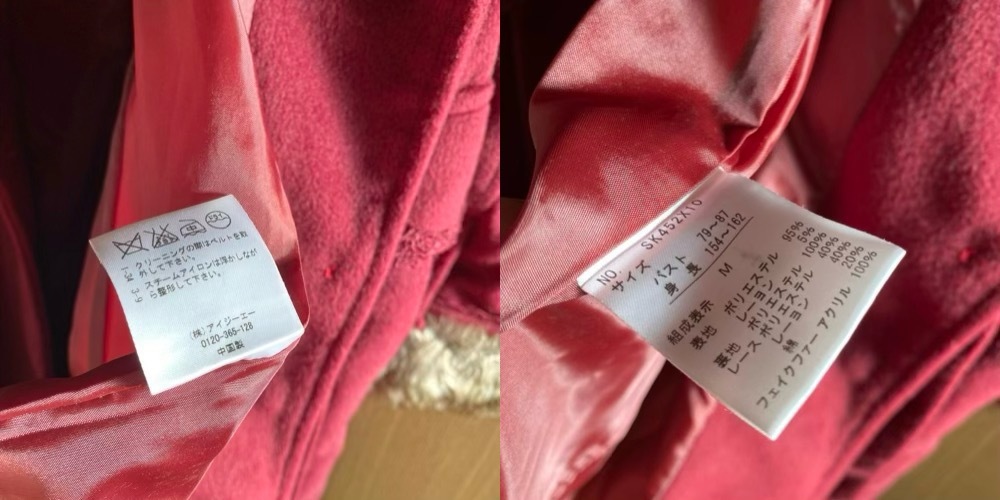 クリーニングの際はベルトを取
外して下さい。
スチームアイロンは浮かしなが
ら整形して下さい。
(株)アイジーエー
0120-365-128
中国製
NO. SK452X10
サイズ
バスト 79〜87
身長 154〜162
M
組成表示
表地 ポリエステル 95%
レーヨン 5%
裏地 ポリエステル 100%
レース ポリエステル 40%
レーヨン 40%
綿 20%
フェイクファー アクリル 100%